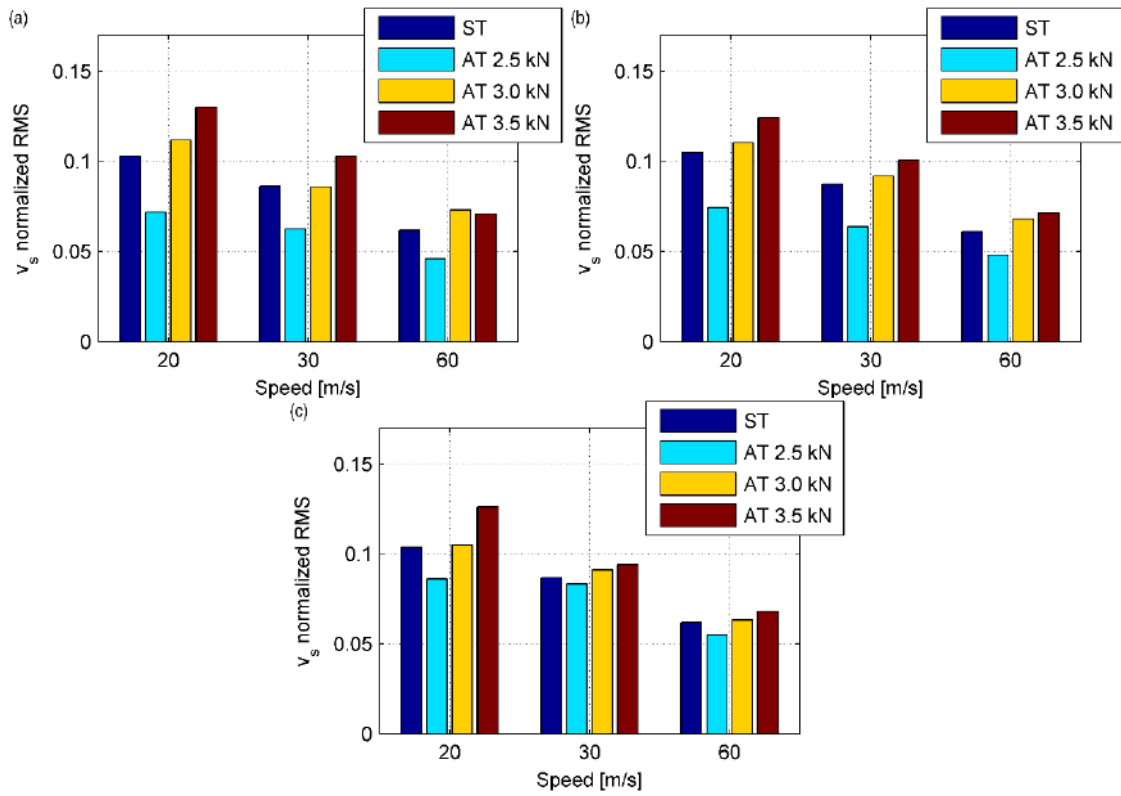 (a)
ST
AT 2.5 kN
AT 3.0 kN
AT 3.5 kN
0.15
0.1
0.05
0
v_s normalized RMS
20 30 60
Speed [m/s]
(b)
ST
AT 2.5 kN
AT 3.0 kN
AT 3.5 kN
0.15
0.1
0.05
0
v_s normalized RMS
20 30 60
Speed [m/s]
(c)
ST
AT 2.5 kN
AT 3.0 kN
AT 3.5 kN
0.15
0.1
0.05
0
v_s normalized RMS
20 30 60
Speed [m/s]